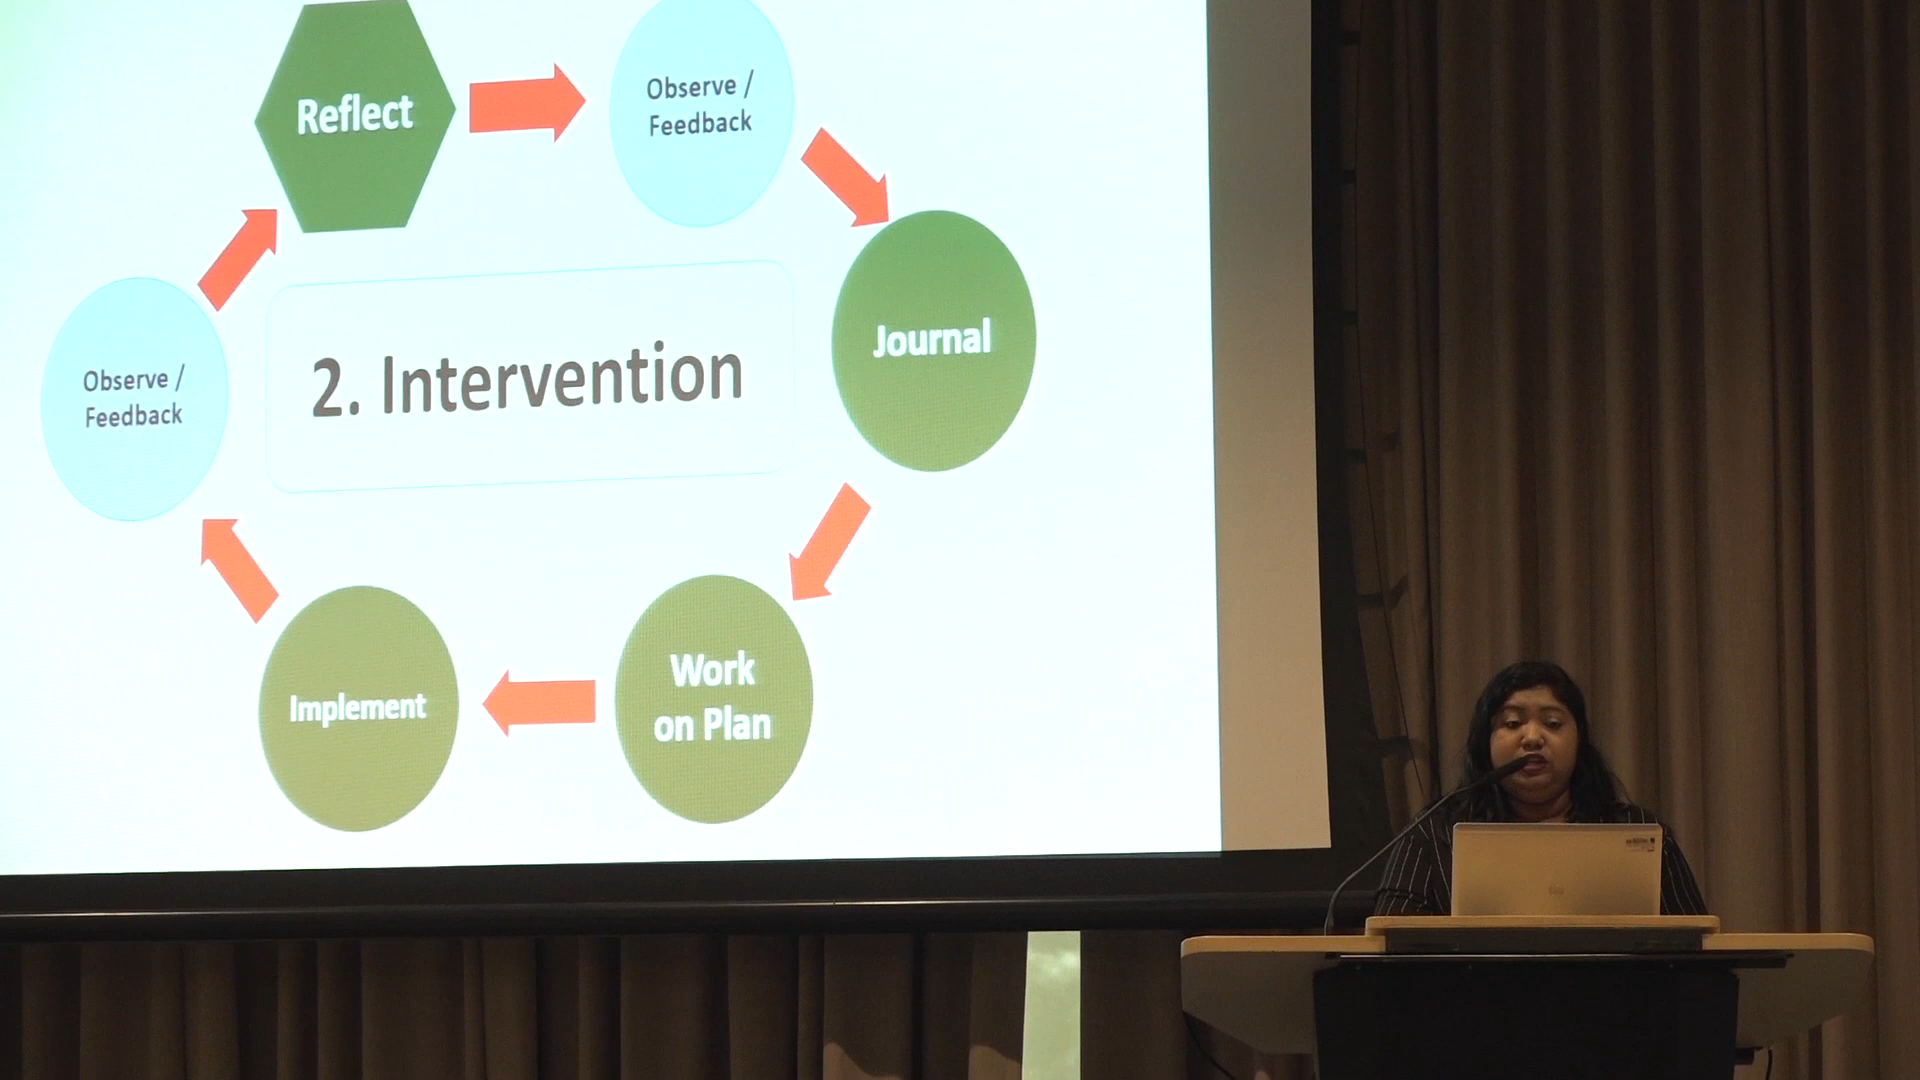 Reflect
Observe /
Feedback
Journal
Observe /
Feedback
2. Intervention
Work
on Plan
Implement